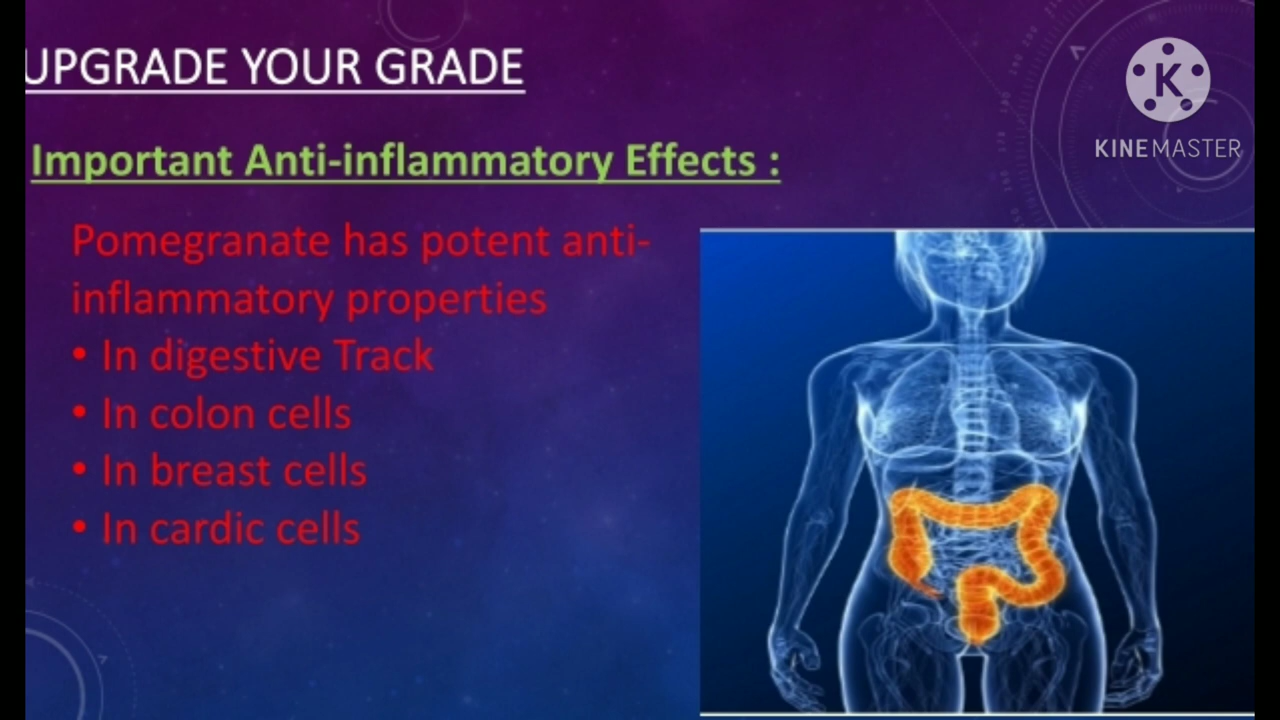 UPGRADE YOUR GRADE
K
KINEMASTER
Important Anti-inflammatory Effects :
Pomegranate has potent anti-
inflammatory properties
• In digestive Track
• In colon cells
• In breast cells
• In cardic cells